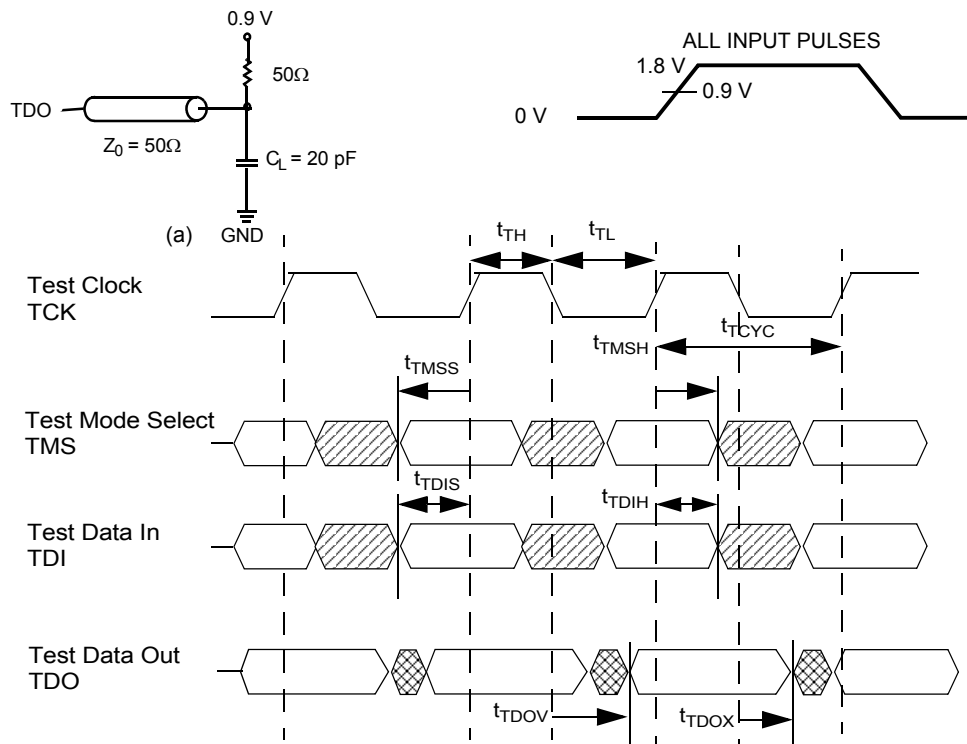 0.9 V
50Ω
TDO
Z0 = 50Ω
CL = 20 pF
(a) GND
ALL INPUT PULSES
1.8 V
0.9 V
0 V
tTH
tTL
Test Clock
TCK
tTCYC
tTMSH
tTMSS
Test Mode Select
TMS
tTDIS
tTDIH
Test Data In
TDI
Test Data Out
TDO
tTDOV
tTDOX